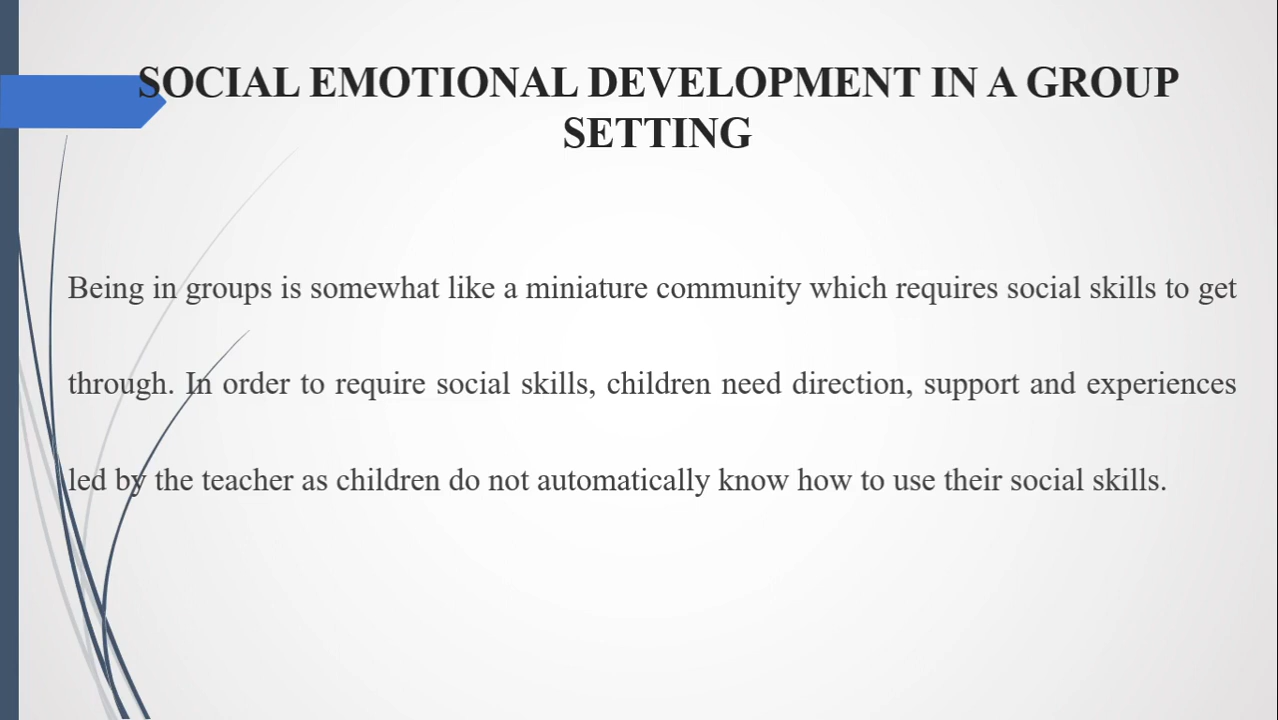 SOCIAL EMOTIONAL DEVELOPMENT IN A GROUP
SETTING
Being in groups is somewhat like a miniature community which requires social skills to get
through. In order to require social skills, children need direction, support and experiences
led by the teacher as children do not automatically know how to use their social skills.